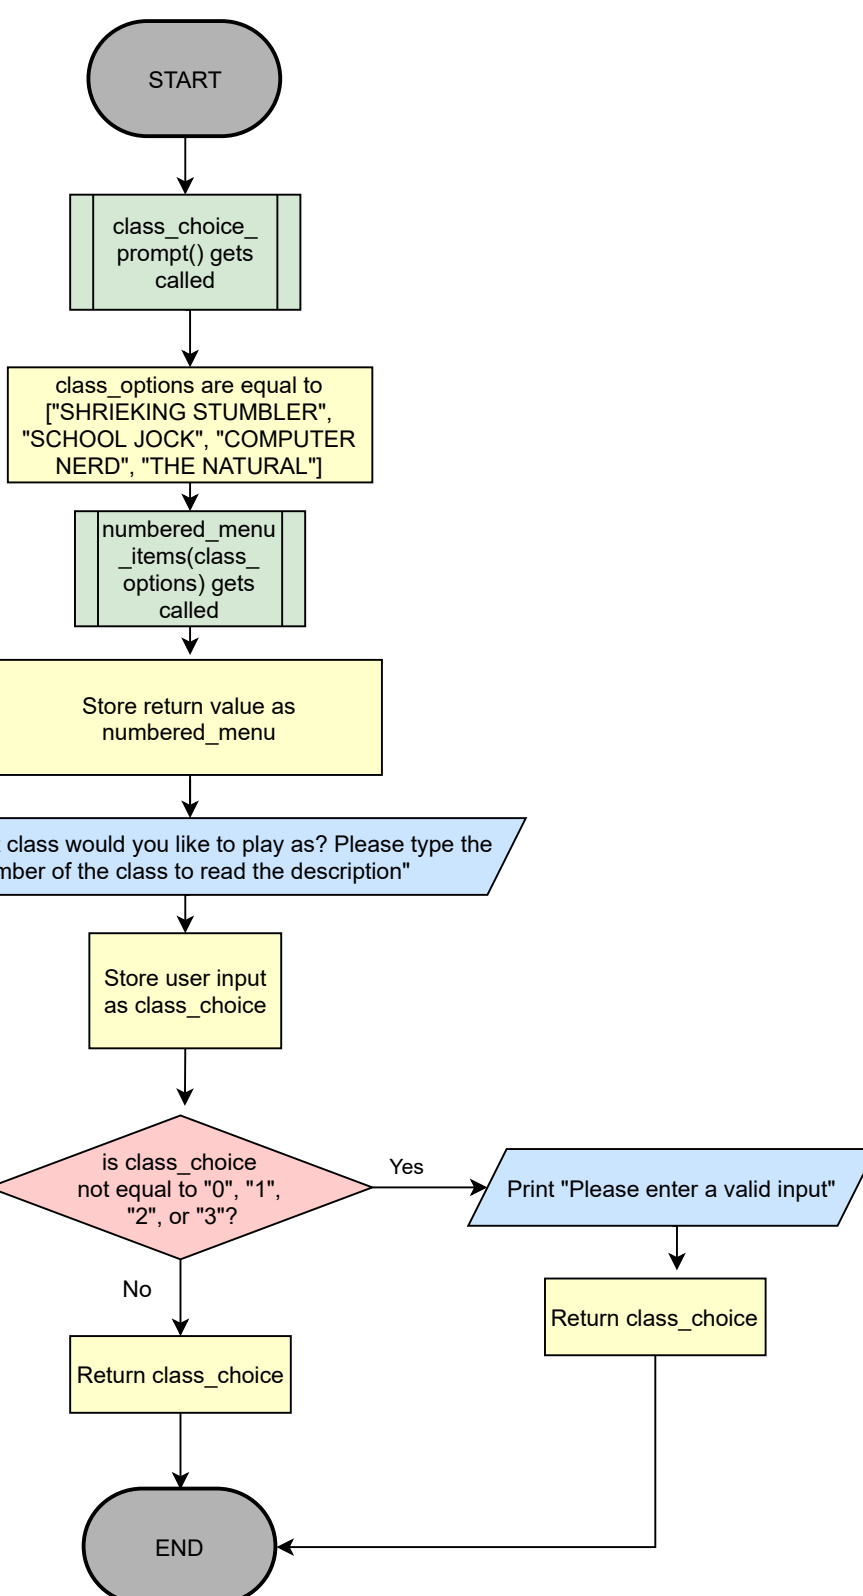 START
class_choice_
prompt() gets
called
class_options are equal to
["SHRIEKING STUMBLER",
"SCHOOL JOCK", "COMPUTER
NERD", "THE NATURAL"]
numbered_menu
_items(class_
options) gets
called
Store return value as
numbered_menu
class would you like to play as? Please type the
mber of the class to read the description"
Store user input
as class_choice
is class_choice
not equal to "0", "1",
"2", or "3"?
Yes
Print "Please enter a valid input"
No
Return class_choice
Return class_choice
END